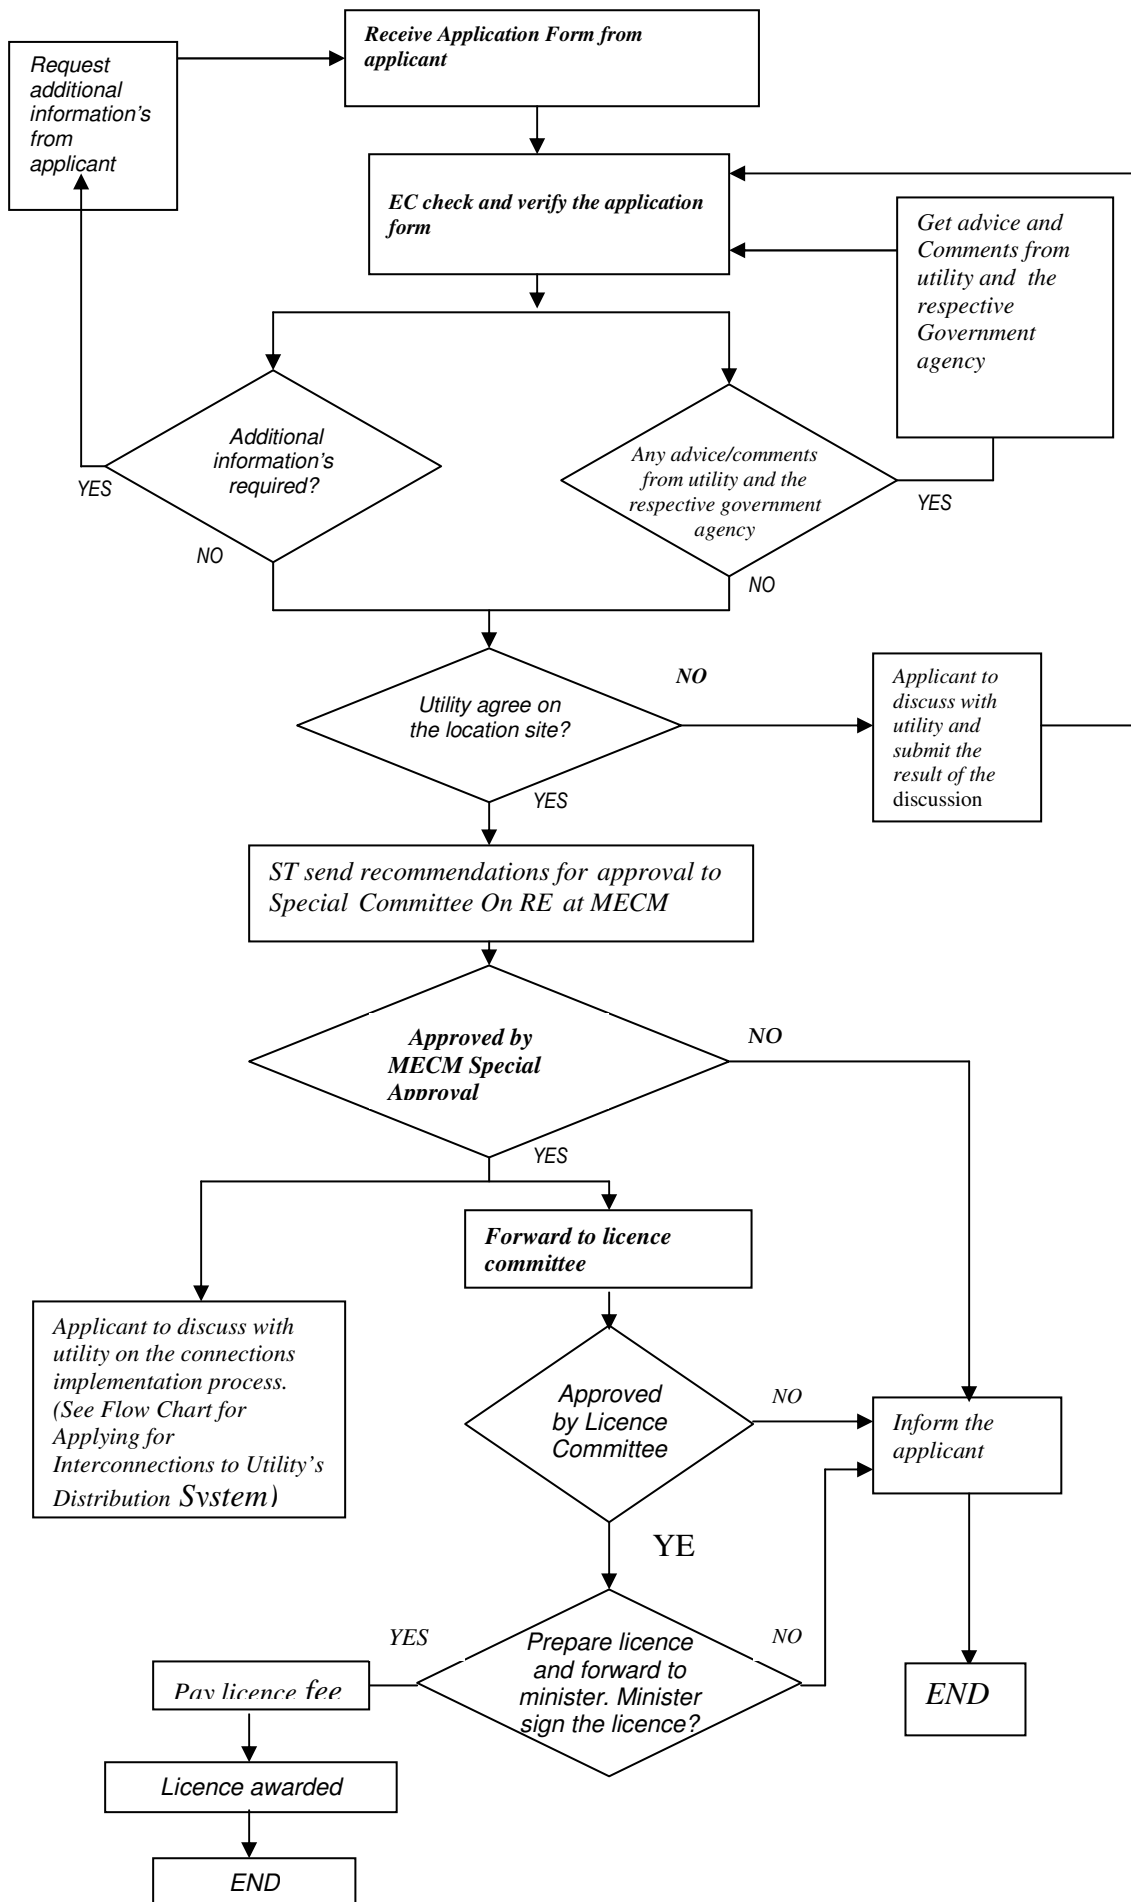 Receive Application Form from
applicant
Request
additional
information's
from
applicant
EC check and verify the application
form
Get advice and
Comments from
utility and the
respective
Government
agency
Additional
information's
required?
Any advice/comments
from utility and the
respective government
agency
YES
YES
NO
NO
Utility agree on
the location site?
NO
Applicant to
discuss with
utility and
submit the
result of the
discussion
YES
ST send recommendations for approval to
Special Committee On RE at MECM
Approved by
MECM Special
Approval
NO
YES
Forward to licence
committee
Applicant to discuss with
utility on the connections
implementation process.
(See Flow Chart for
Applying for
Interconnections to Utility's
Distribution System)
Approved
by Licence
Committee
NO
Inform the
applicant
YE
YES
Prepare licence
and forward to
minister. Minister
sign the licence?
NO
Pay licence fee
END
Licence awarded
END